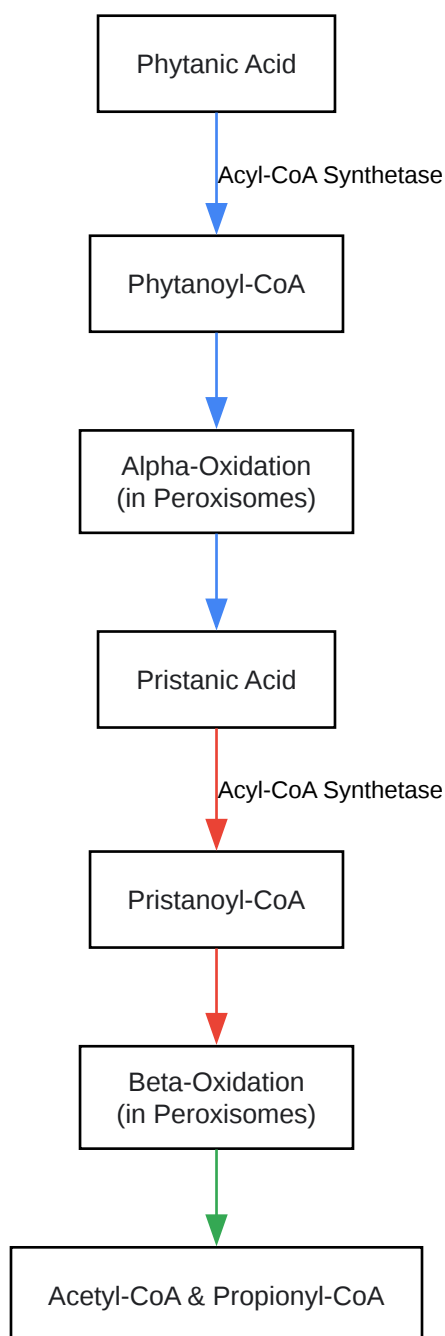 Phytanic Acid
Acyl-CoA Synthetase
Phytanoyl-CoA
Alpha-Oxidation
(in Peroxisomes)
Pristanic Acid
Acyl-CoA Synthetase
Pristanoyl-CoA
Beta-Oxidation
(in Peroxisomes)
Acetyl-CoA & Propionyl-CoA